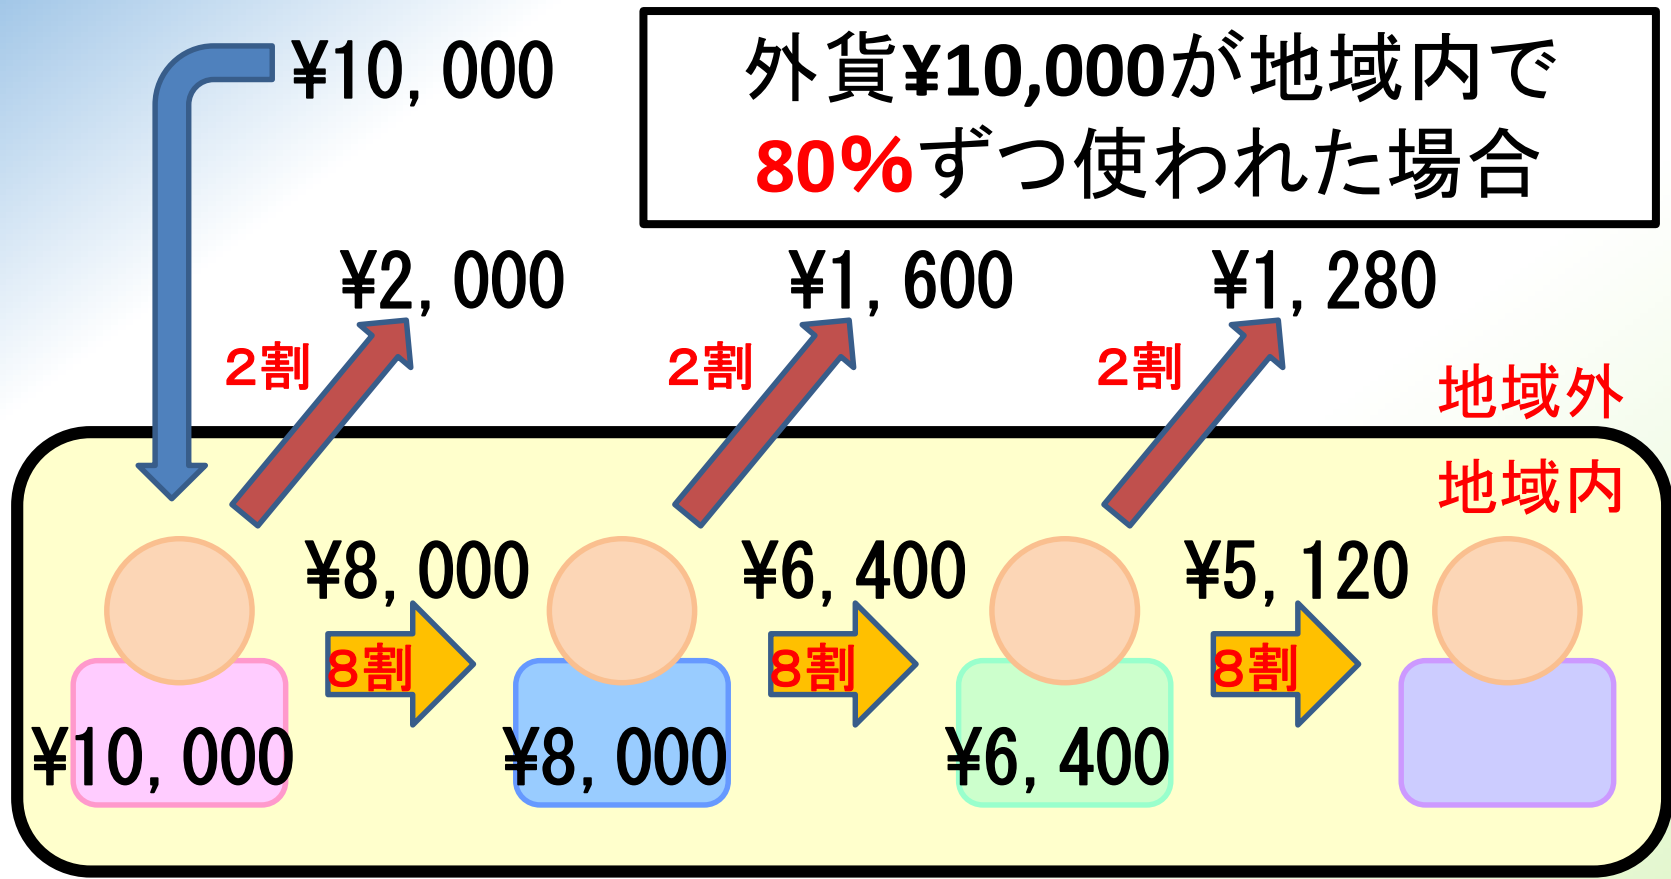 ¥10,000
外貨¥10,000が地域内で
80%ずつ使われた場合
¥2,000
¥1,600
¥1,280
2割
2割
2割
地域外
地域内
¥8,000
¥6,400
¥5,120
8割
8割
8割
¥10,000
¥8,000
¥6,400